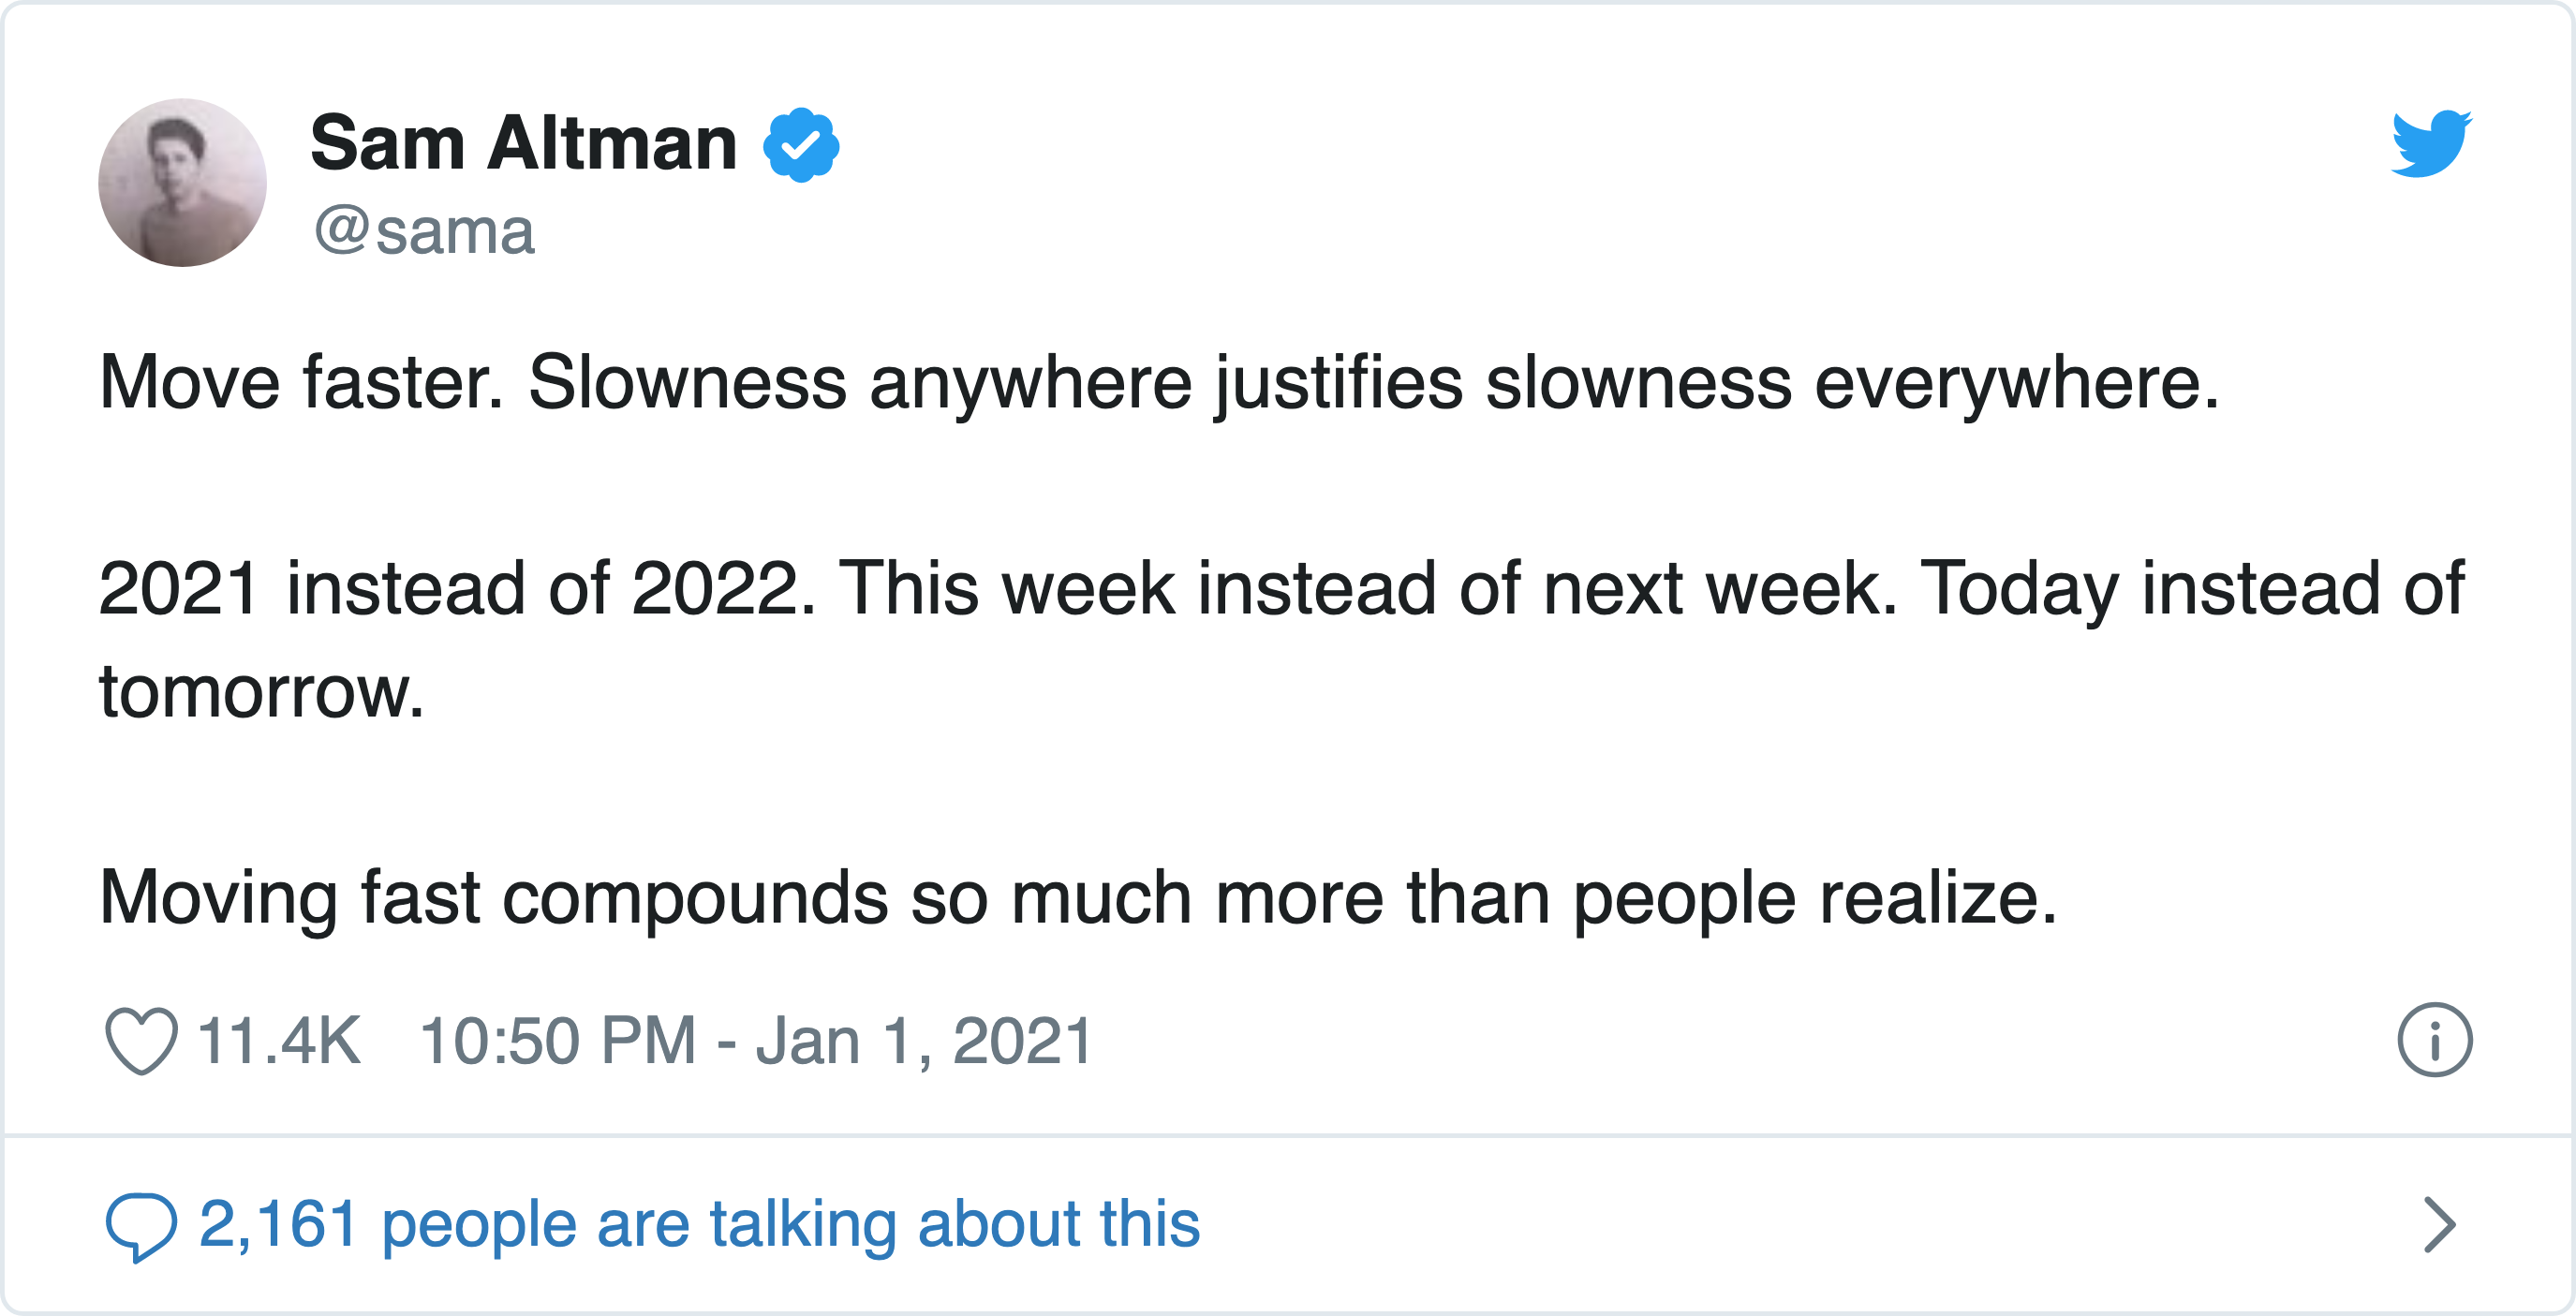 Sam Altman
@sama
Move faster. Slowness anywhere justifies slowness everywhere.
2021 instead of 2022. This week instead of next week. Today instead of
tomorrow.
Moving fast compounds so much more than people realize.
11.4K 10:50 PM - Jan 1, 2021
2,161 people are talking about this